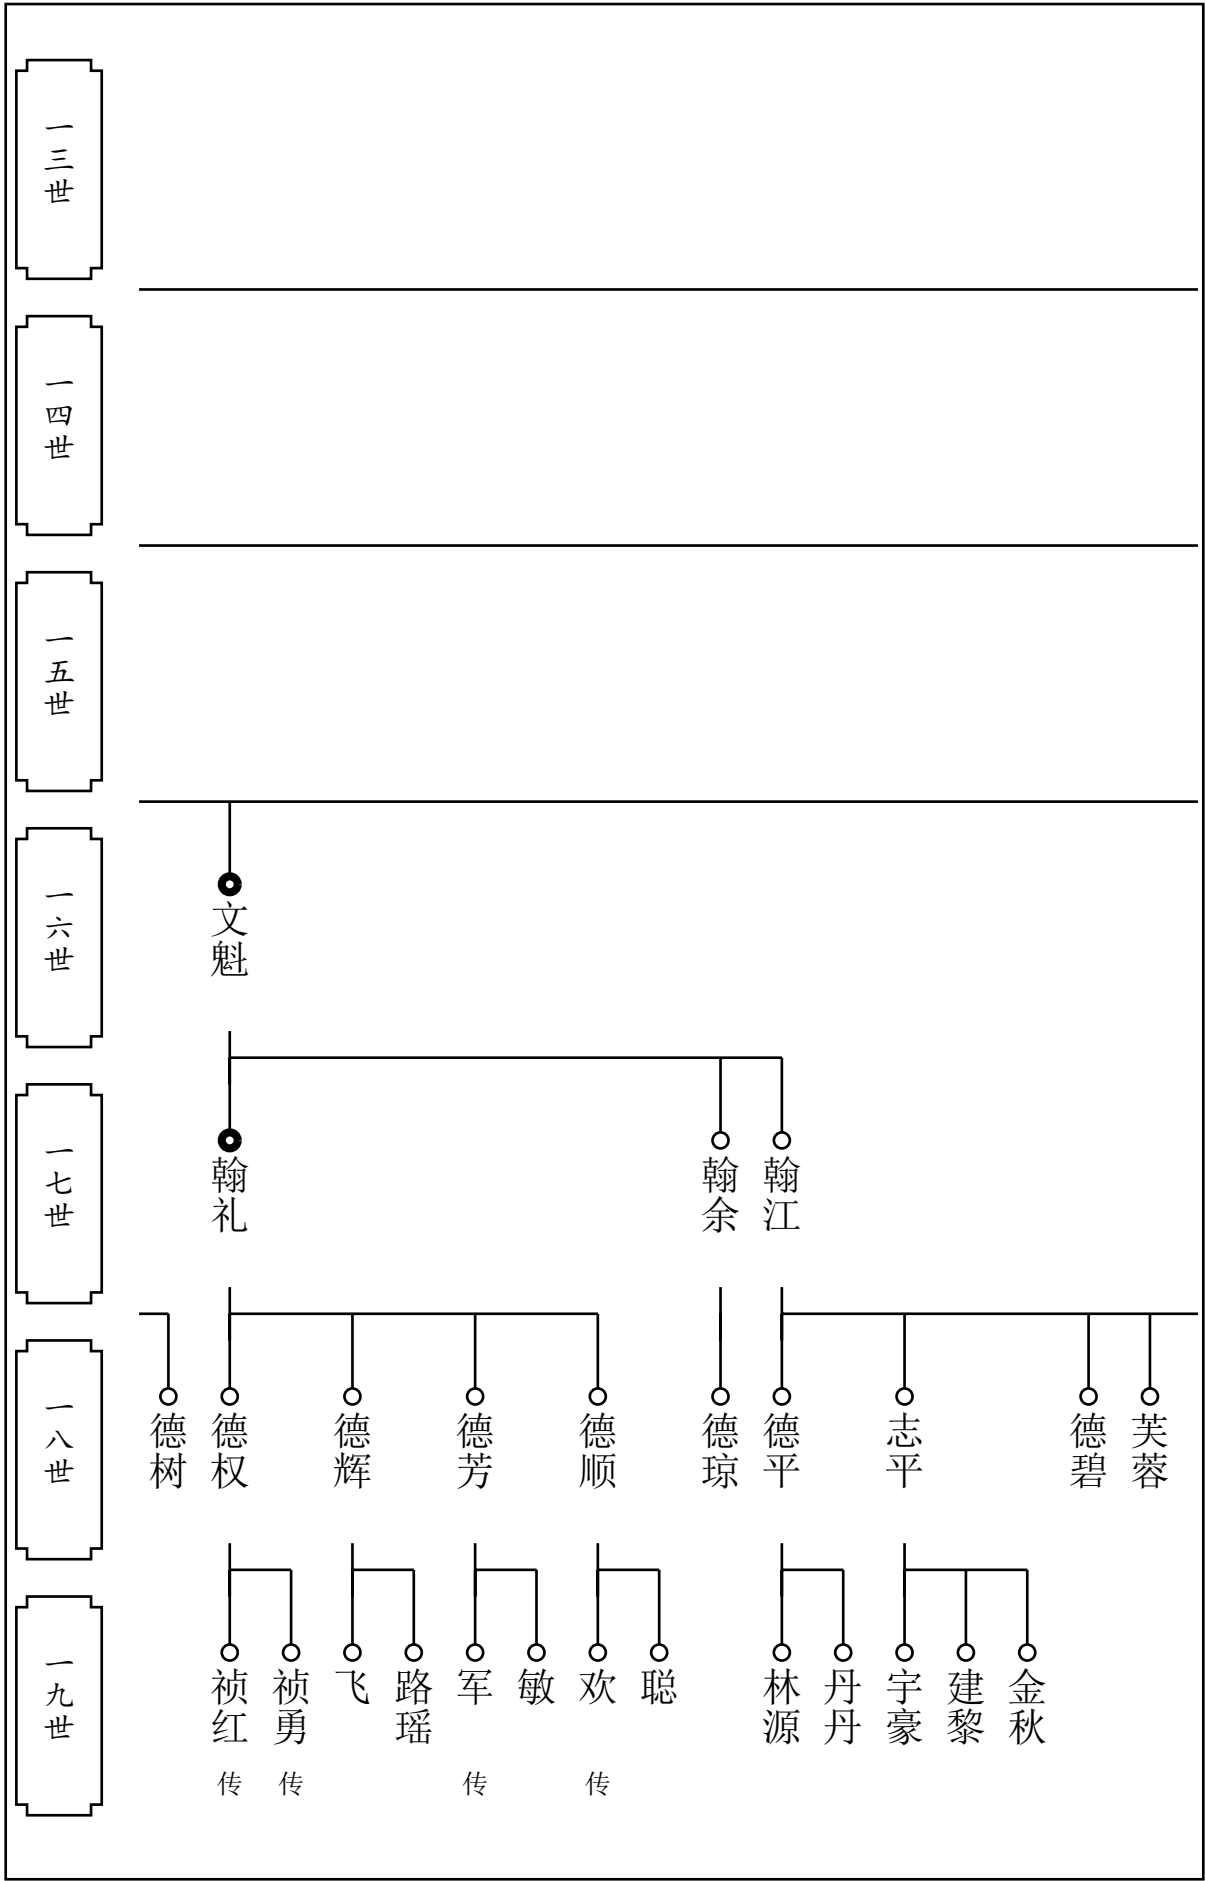 一三世
一四世
一五世
一六世
文魁
一七世
翰礼
翰余
翰江
一八世
德树
德权
德辉
德芳
德顺
德琼
德平
志平
德碧
芙蓉
一九世
祯红
传
祯勇
传
飞
路瑶
军
传
敏
欢
传
聪
林源
丹丹
宇豪
建黎
金秋